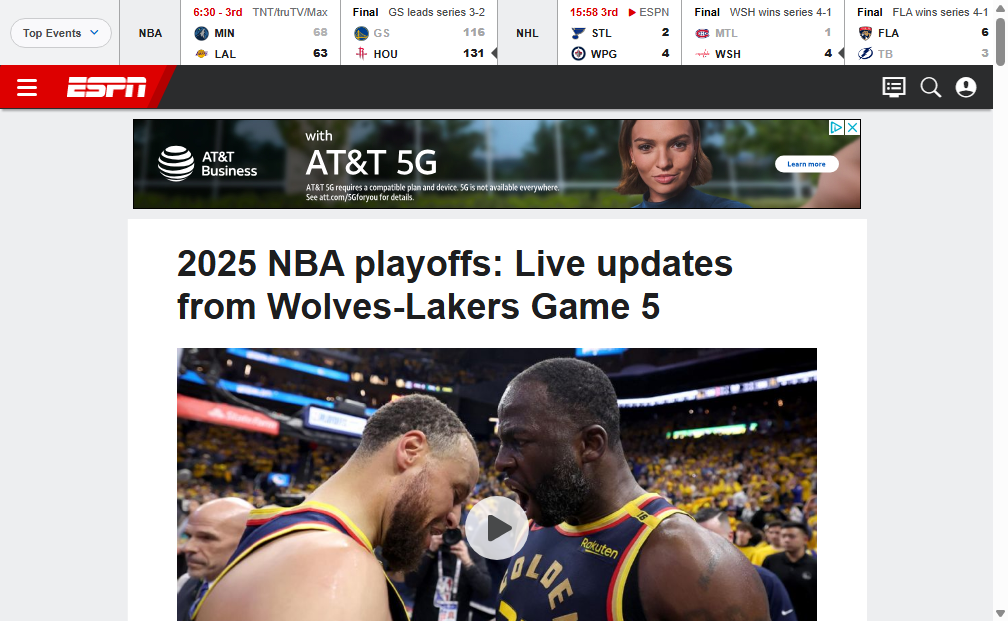 Top Events
NBA
6:30 - 3rd TNT/truTV/Max
MIN 68
LAL 63
Final GS leads series 3-2
GS 116
HOU 131
NHL
15:58 3rd ESPN
STL 2
WPG 4
Final WSH wins series 4-1
MTL 1
WSH 4
Final FLA wins series 4-1
FLA 6
TB 3
ESPN
AT&T
Business
with
AT&T 5G
AT&T 5G requires a compatible plan and device. 5G is not available everywhere.
See att.com/5Gforyou for details.
Learn more
2025 NBA playoffs: Live updates
from Wolves-Lakers Game 5
State Farm
Rakuten
GOLDEN